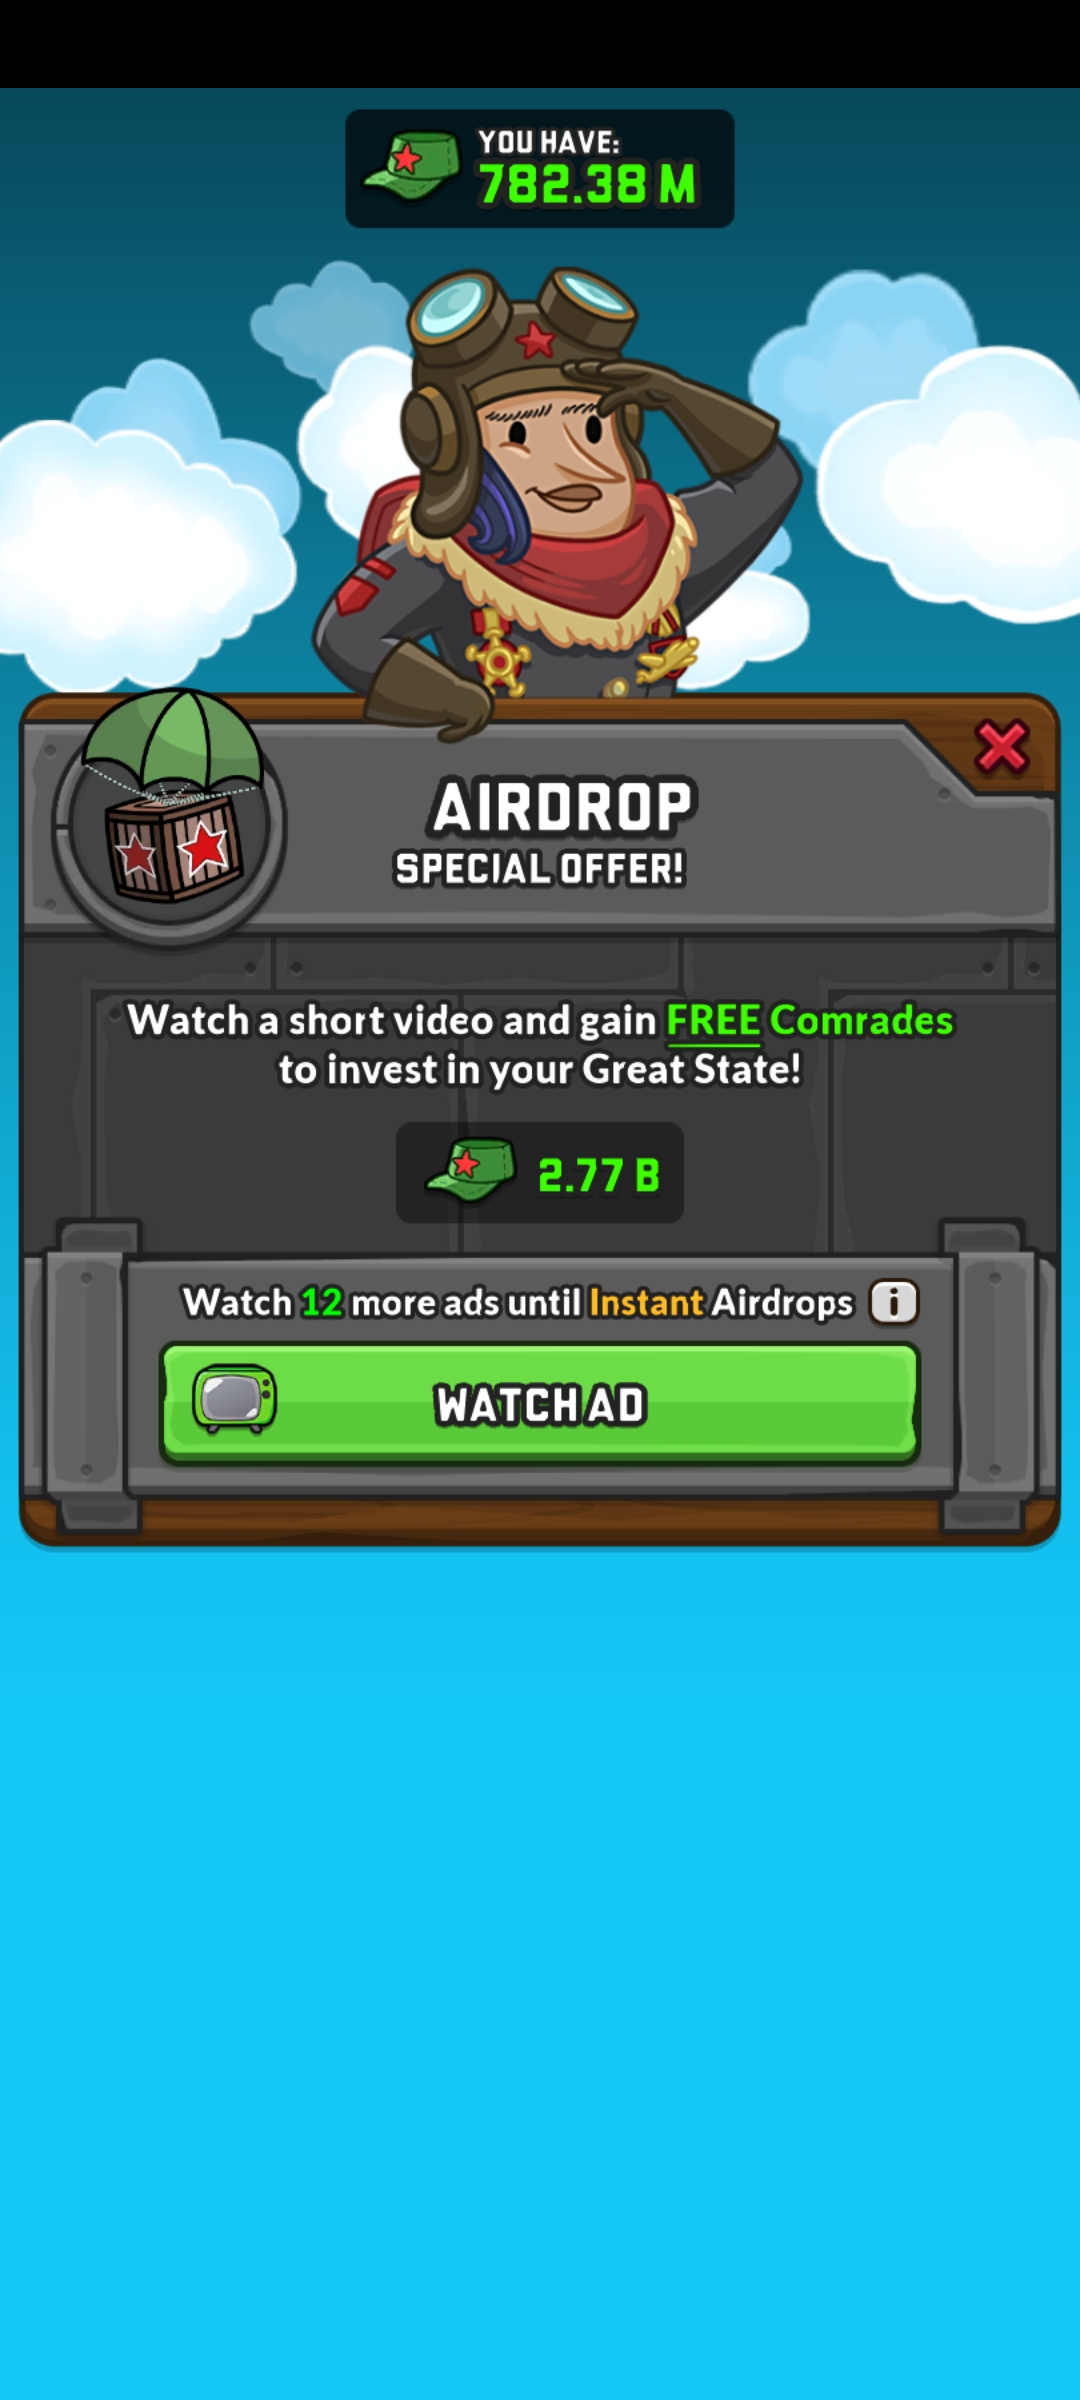 YOU HAVE:
782.38 M
AIRDROP
SPECIAL OFFER!
Watch a short video and gain FREE Comrades
to invest in your Great State!
2.77 B
Watch 12 more ads until Instant Airdrops i
WATCH AD